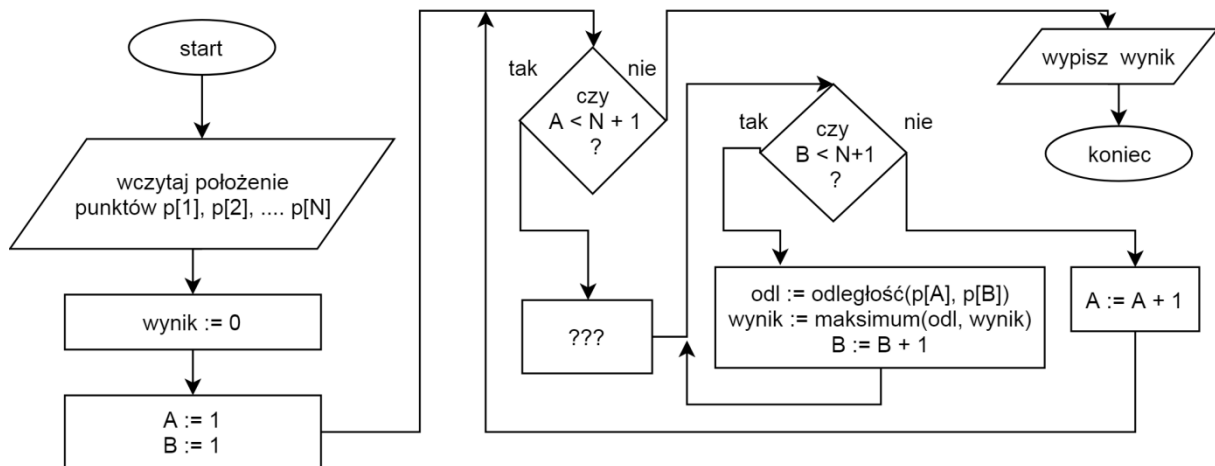 start
wczytaj położenie
punktów p[1], p[2], .... p[N]
wynik := 0
A := 1
B := 1
tak
nie
czy
A < N + 1
?
???
tak
nie
czy
B < N+1
?
odl := odległość(p[A], p[B])
wynik := maksimum(odl, wynik)
B := B + 1
A := A + 1
wypisz wynik
koniec